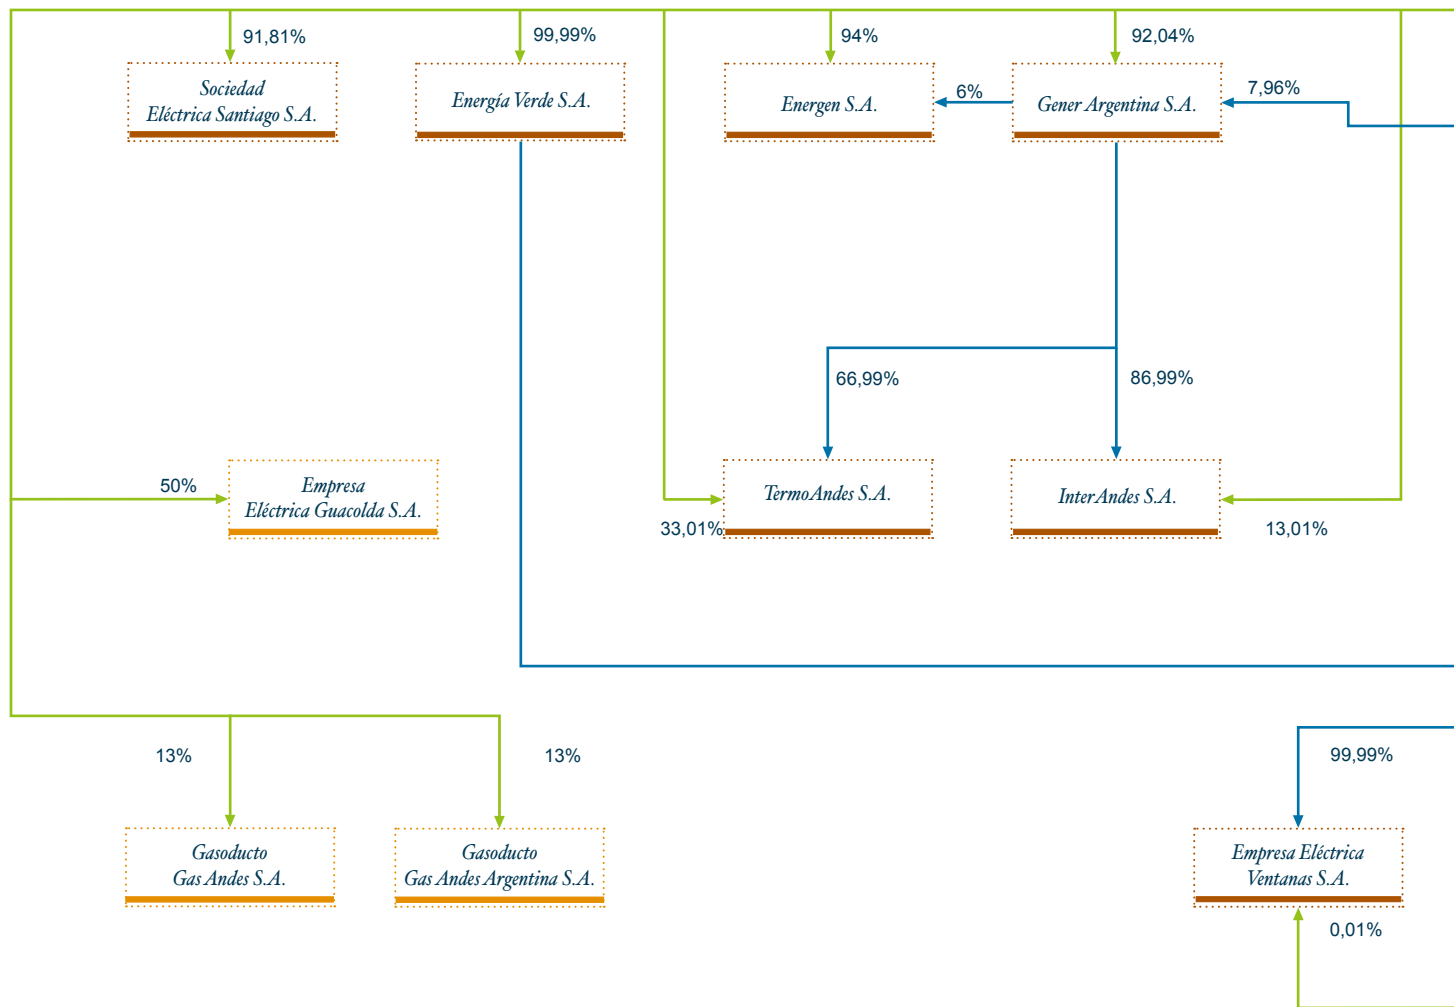 91,81%
99,99%
94%
92,04%
Sociedad
Eléctrica Santiago S.A.
Energía Verde S.A.
Energen S.A.
6%
Gener Argentina S.A.
7,96%
66,99%
86,99%
50%
Empresa
Eléctrica Guacolda S.A.
TermoAndes S.A.
InterAndes S.A.
33,01%
13,01%
13%
13%
99,99%
Gasoducto
Gas Andes S.A.
Gasoducto
Gas Andes Argentina S.A.
Empresa Eléctrica
Ventanas S.A.
0,01%